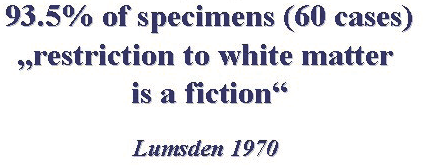 93.5% of specimens (60 cases)
„restriction to white matter
is a fiction“
Lumsden 1970